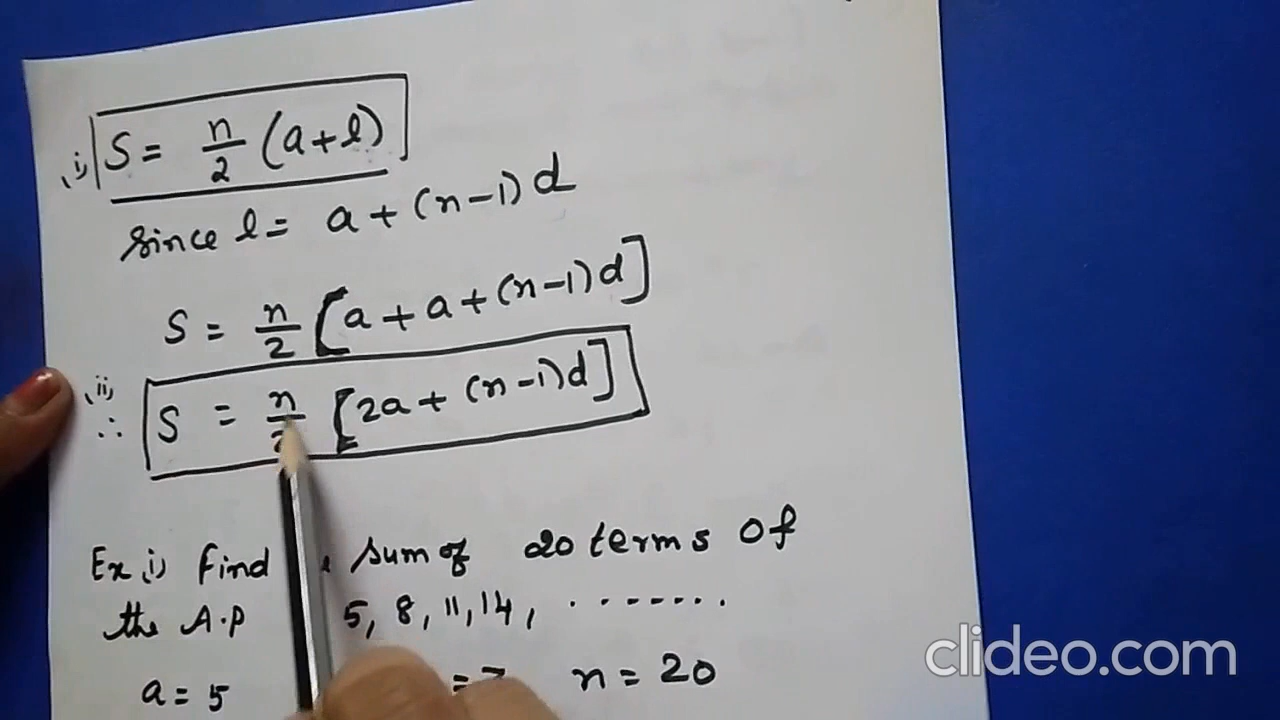 (i) S = n/2 (a+l)
since l = a + (n-1) d
S = n/2 [a + a + (n-1) d]
(ii) ∴ S = n/2 [2a + (n-1)d]
Ex (i) Find sum of 20 terms of
the A.P 5, 8, 11, 14, ........
a = 5 = n = 20
clideo.com